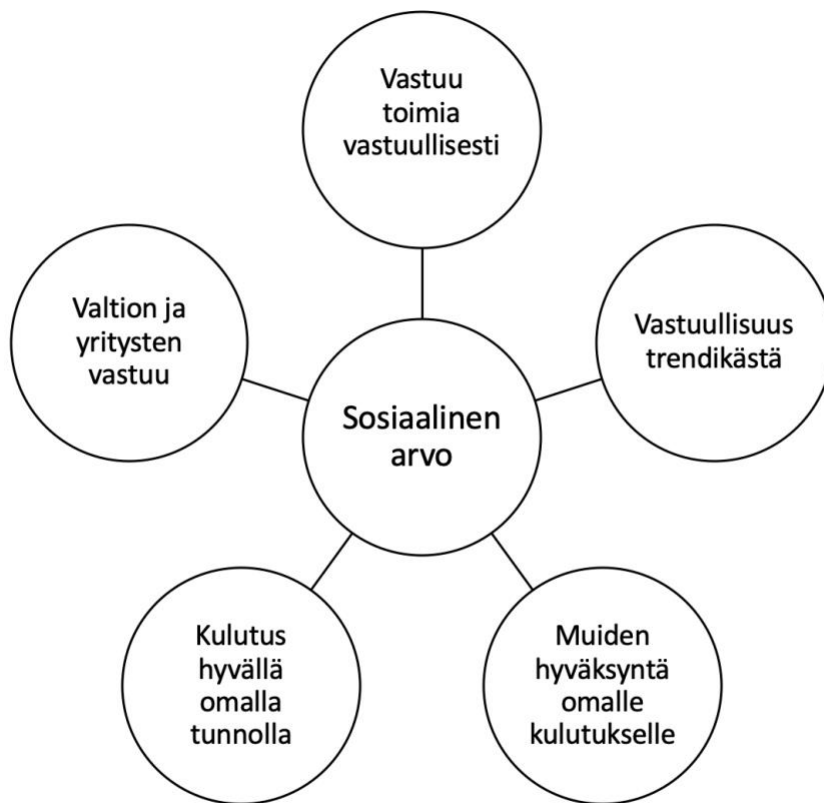 Vastuu
toimia
vastuullisesti
Valtion ja
yritysten
vastuu
Vastuullisuus
trendikästä
Sosiaalinen
arvo
Kulutus
hyvällä
omalla
tunnolla
Muiden
hyväksyntä
omalle
kulutukselle